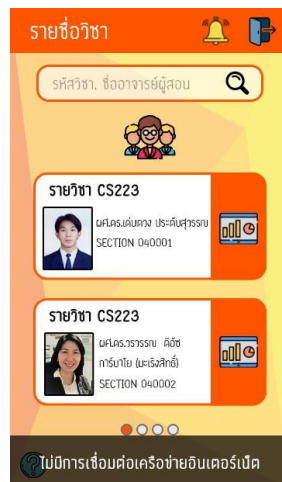 รายชื่อวิชา
รหัสวิชา, ชื่ออาจารย์ผู้สอน
รายวิชา CS223
ผศ.ดร.เด่นดวง ประดับสุวรรณ
SECTION 040001
รายวิชา CS223
ผศ.ดร.วรวรรณ ดีอัซ
การ์บาโย (มะเริงสิทธิ์)
SECTION 040002
ไม่มีการเชื่อมต่อเครือข่ายอินเตอร์เน็ต